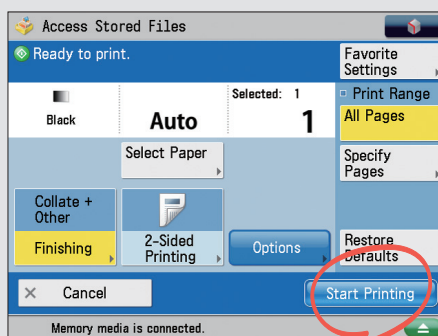 Access Stored Files
Ready to print.
Favorite
Settings
Selected: 1
Black
Auto
1
Print Range
All Pages
Select Paper
Specify
Pages
Collate +
Other
Finishing
2-Sided
Printing
Options
Restore
Defaults
Cancel
Start Printing
Memory media is connected.